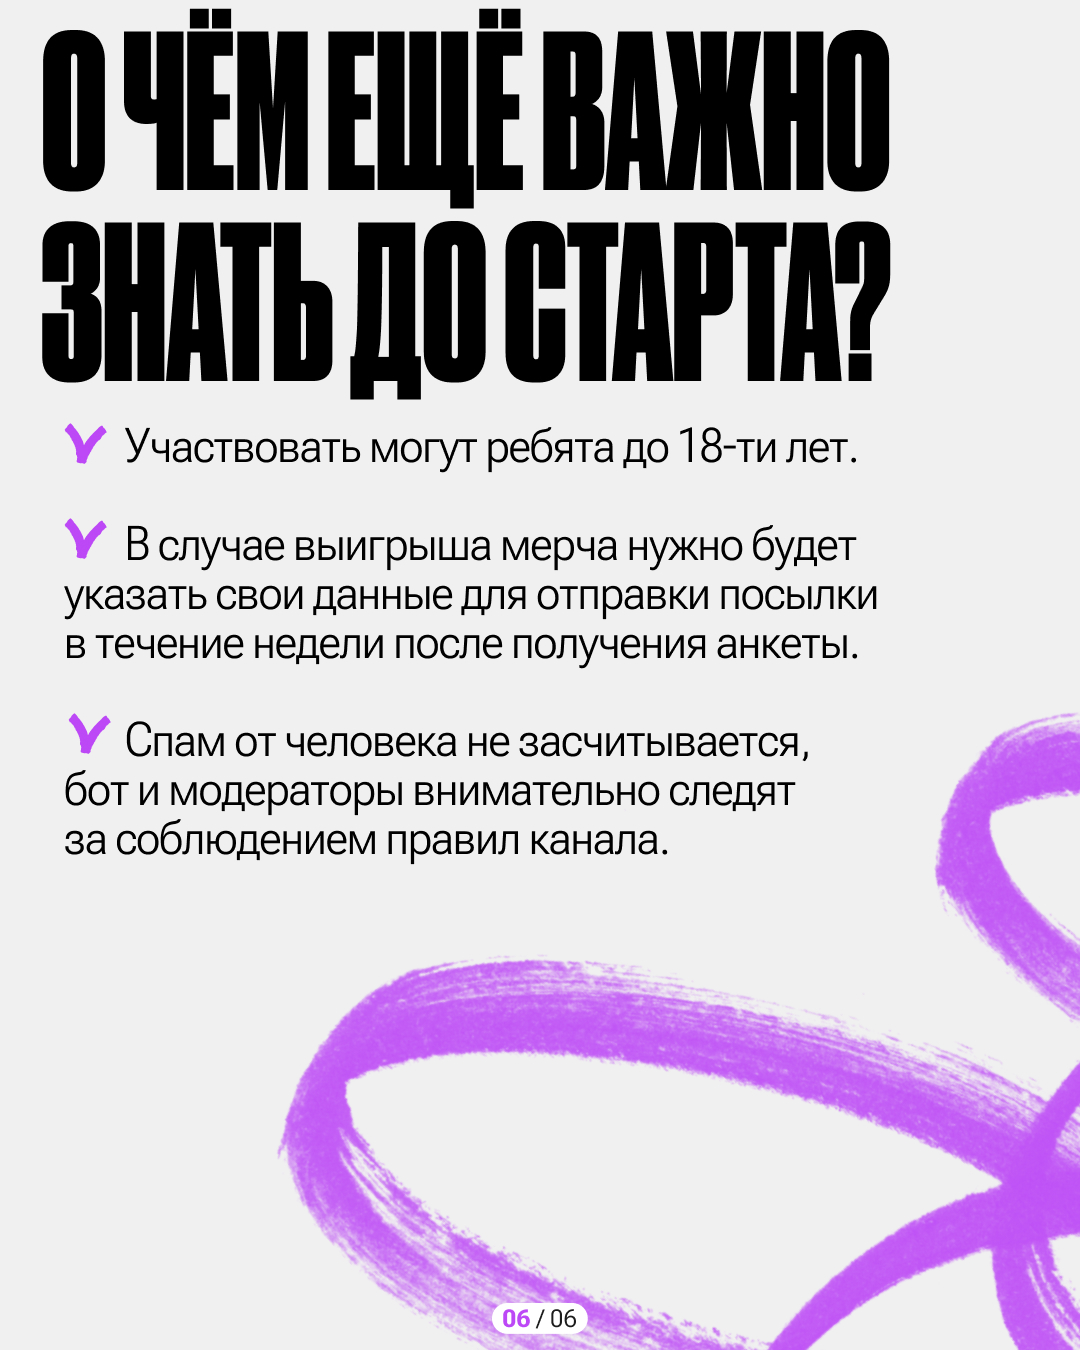 О ЧЁМ ЕЩЁ ВАЖНО
ЗНАТЬ ДО СТАРТА?
Участвовать могут ребята до 18-ти лет.
В случае выигрыша мерча нужно будет
указать свои данные для отправки посылки
в течение недели после получения анкеты.
Спам от человека не засчитывается,
бот и модераторы внимательно следят
за соблюдением правил канала.
06 / 06